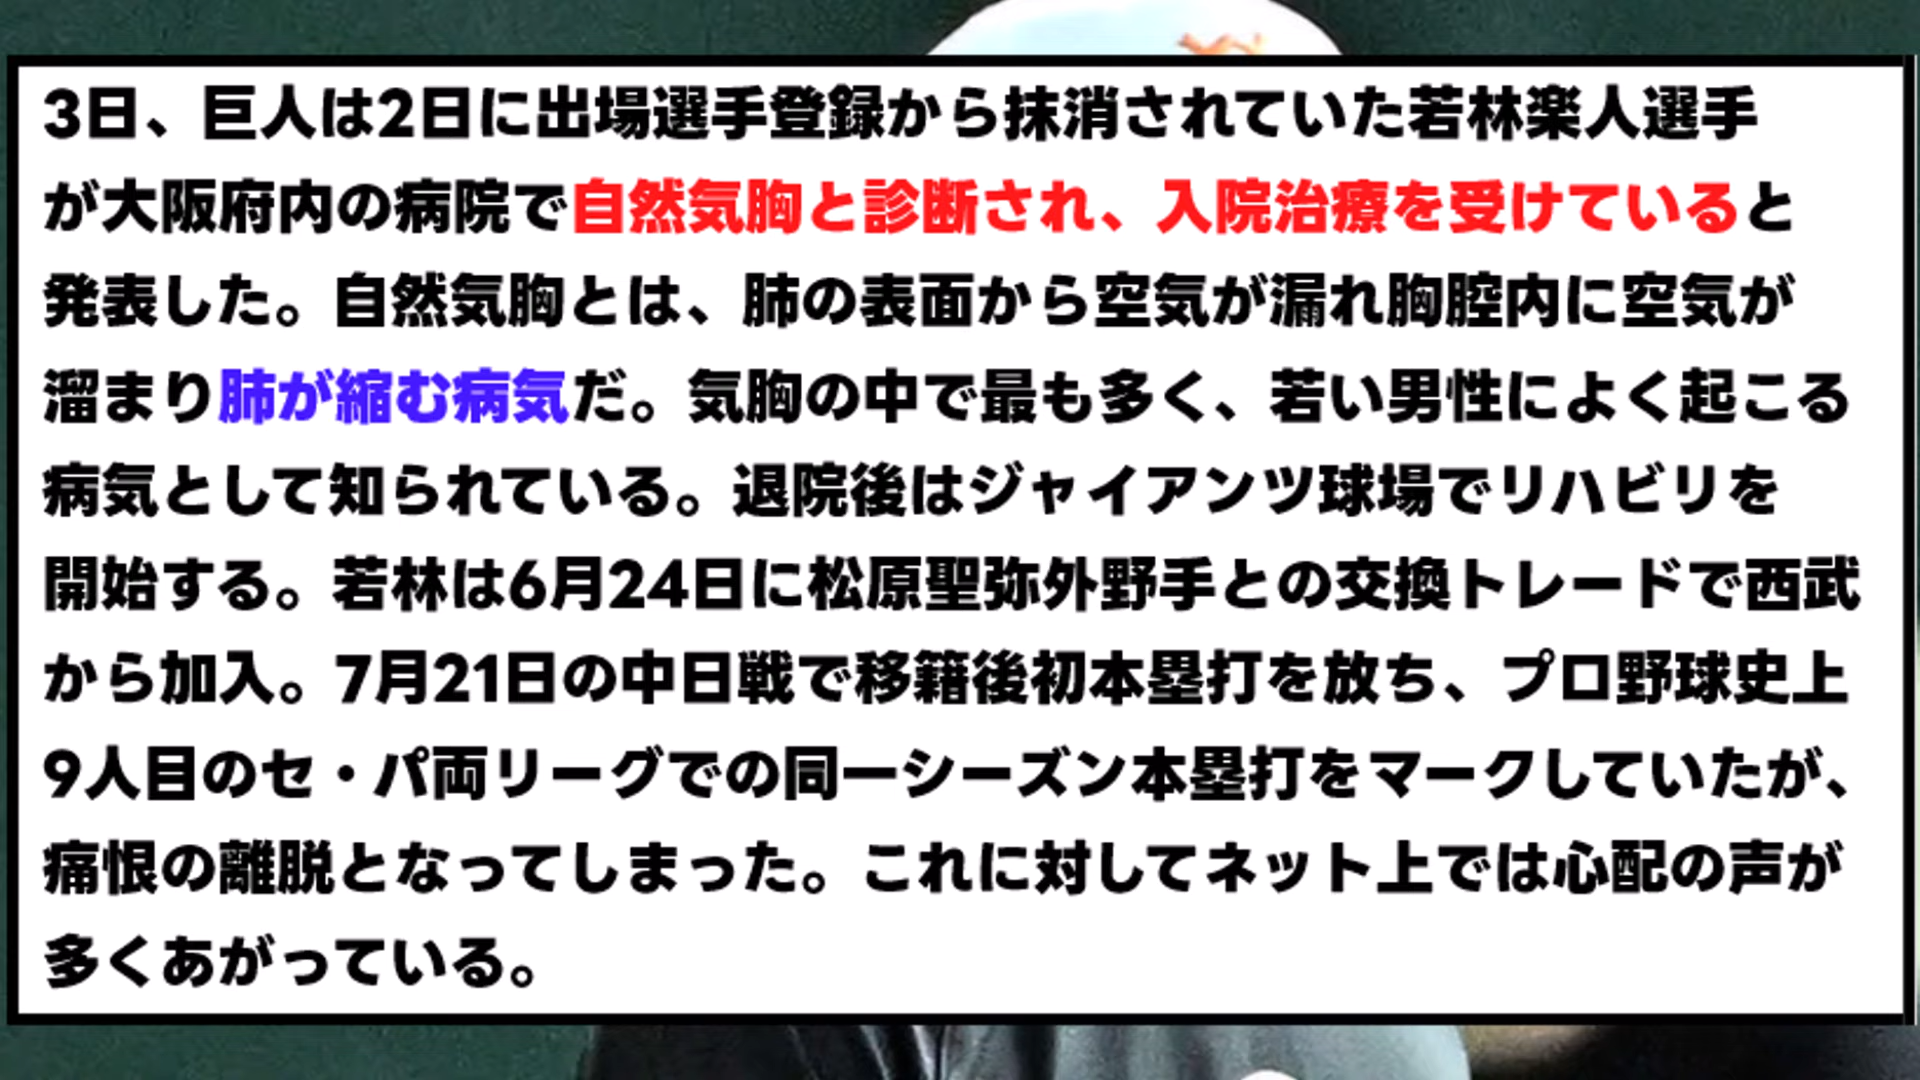 3日、巨人は2日に出場選手登録から抹消されていた若林楽人選手
が大阪府内の病院で自然気胸と診断され、入院治療を受けていると
発表した。自然気胸とは、肺の表面から空気が漏れ胸腔内に空気が
溜まり肺が縮む病気だ。気胸の中で最も多く、若い男性によく起こる
病気として知られている。退院後はジャイアンツ球場でリハビリを
開始する。若林は6月24日に松原聖弥外野手との交換トレードで西武
から加入。7月21日の中日戦で移籍後初本塁打を放ち、プロ野球史上
9人目のセ・パ両リーグでの同一シーズン本塁打をマークしていたが、
痛恨の離脱となってしまった。これに対してネット上では心配の声が
多くあがっている。